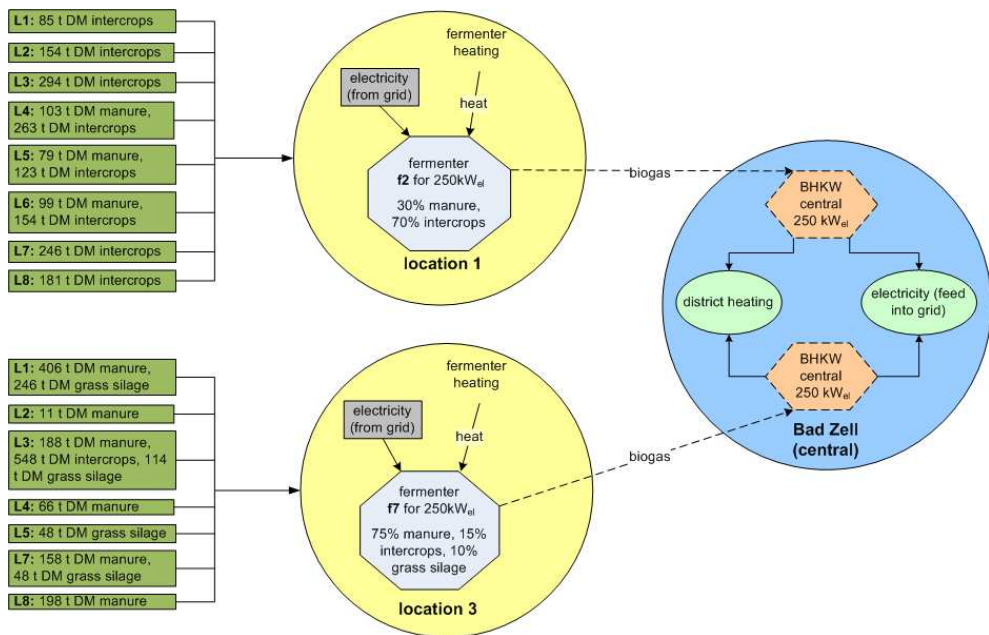 L1: 85 t DM intercrops
L2: 154 t DM intercrops
L3: 294 t DM intercrops
L4: 103 t DM manure,
263 t DM intercrops
L5: 79 t DM manure,
123 t DM intercrops
L6: 99 t DM manure,
154 t DM intercrops
L7: 246 t DM intercrops
L8: 181 t DM intercrops
fermenter
heating
electricity
(from grid)
heat
fermenter
f2 for 250kWel
30% manure,
70% intercrops
location 1
biogas
BHKW
central
250 kWel
district heating
electricity (feed
into grid)
BHKW
central
250 kWel
Bad Zell
(central)
L1: 406 t DM manure,
246 t DM grass silage
L2: 11 t DM manure
L3: 188 t DM manure,
548 t DM intercrops, 114
t DM grass silage
L4: 66 t DM manure
L5: 48 t DM grass silage
L7: 158 t DM manure,
48 t DM grass silage
L8: 198 t DM manure
fermenter
heating
electricity
(from grid)
heat
fermenter
f7 for 250kWel
75% manure, 15%
intercrops, 10%
grass silage
location 3
biogas